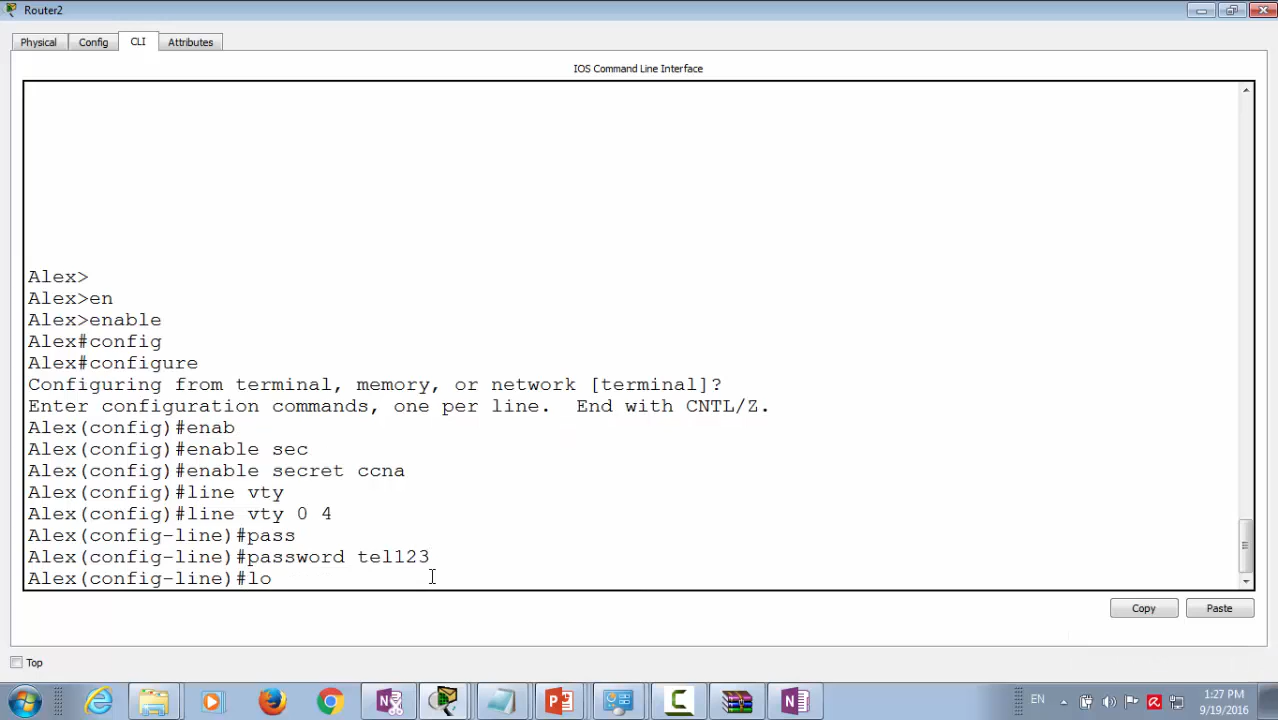 Router2
Physical
Config
CLI
Attributes
IOS Command Line Interface
Alex>
Alex>en
Alex>enable
Alex#config
Alex#configure
Configuring from terminal, memory, or network [terminal]?
Enter configuration commands, one per line.  End with CNTL/Z.
Alex(config)#enab
Alex(config)#enable sec
Alex(config)#enable secret ccna
Alex(config)#line vty
Alex(config)#line vty 0 4
Alex(config-line)#pass
Alex(config-line)#password tel123
Alex(config-line)#lo
Copy
Paste
Top
EN
1:27 PM
9/19/2016